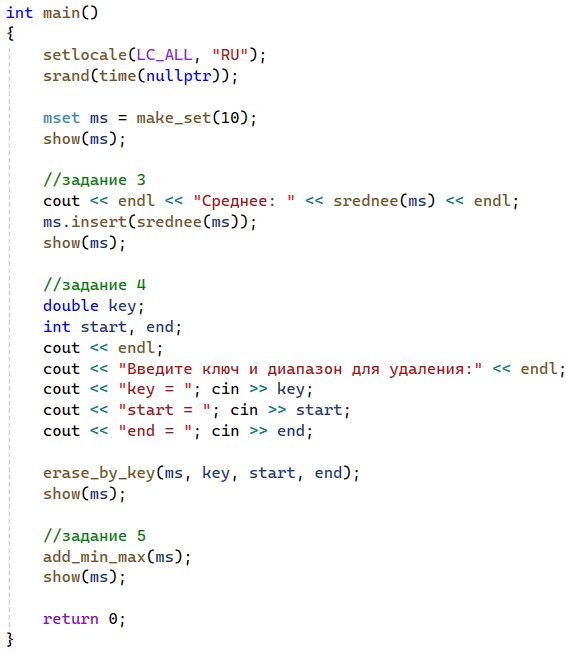 int main()
{
    setlocale(LC_ALL, "RU");
    srand(time(nullptr));

    mset ms = make_set(10);
    show(ms);

    //задание 3
    cout << endl << "Среднее: " << srednee(ms) << endl;
    ms.insert(srednee(ms));
    show(ms);

    //задание 4
    double key;
    int start, end;
    cout << endl;
    cout << "Введите ключ и диапазон для удаления:" << endl;
    cout << "key = "; cin >> key;
    cout << "start = "; cin >> start;
    cout << "end = "; cin >> end;

    erase_by_key(ms, key, start, end);
    show(ms);

    //задание 5
    add_min_max(ms);
    show(ms);

    return 0;
}